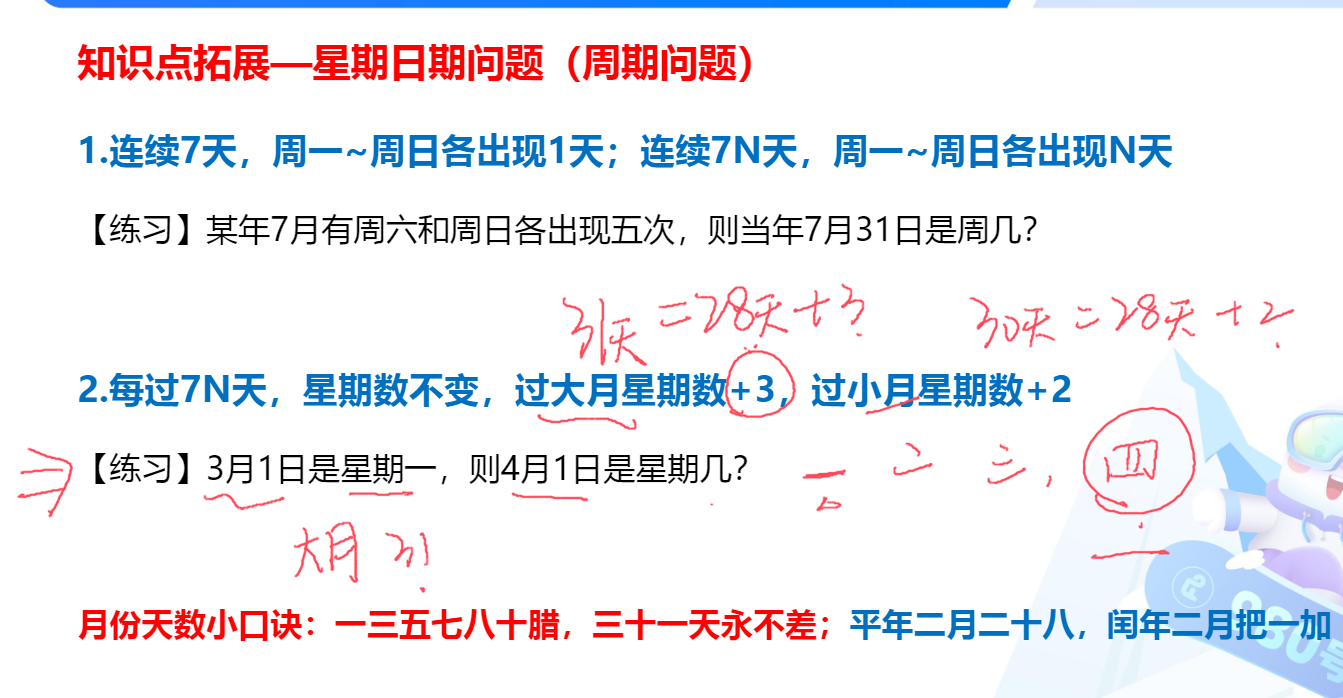 知识点拓展—星期日期问题（周期问题）
1.连续7天，周一~周日各出现1天；连续7N天，周一~周日各出现N天
【练习】某年7月有周六和周日各出现五次，则当年7月31日是周几？
31天=28天+3
30天=28天+2
2.每过7N天，星期数不变，过大月星期数+3，过小月星期数+2
【练习】3月1日是星期一，则4月1日是星期几？
一 二 三，四
大月 31
月份天数小口诀：一三五七八十腊，三十一天永不差；平年二月二十八，闰年二月把一加
980号